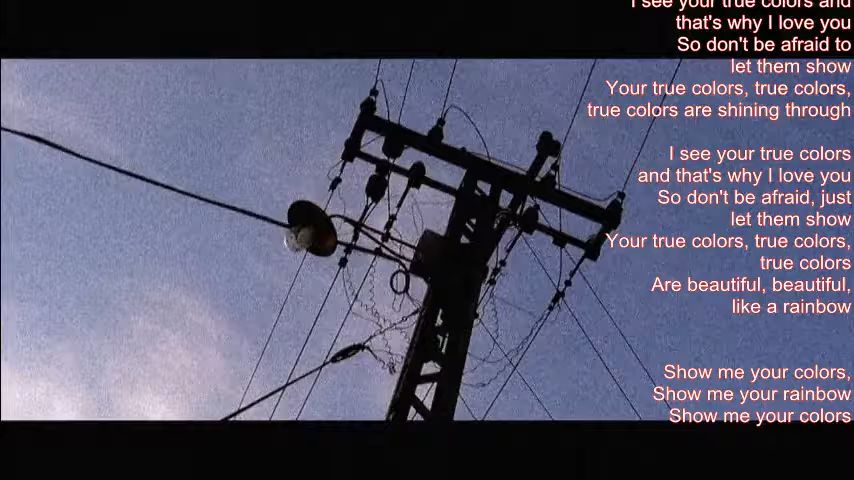 I see your true colors and
that's why I love you
So don't be afraid to
let them show
Your true colors, true colors,
true colors are shining through
I see your true colors
and that's why I love you
So don't be afraid, just
let them show
Your true colors, true colors,
true colors
Are beautiful, beautiful,
like a rainbow
Show me your colors,
Show me your rainbow
Show me your colors